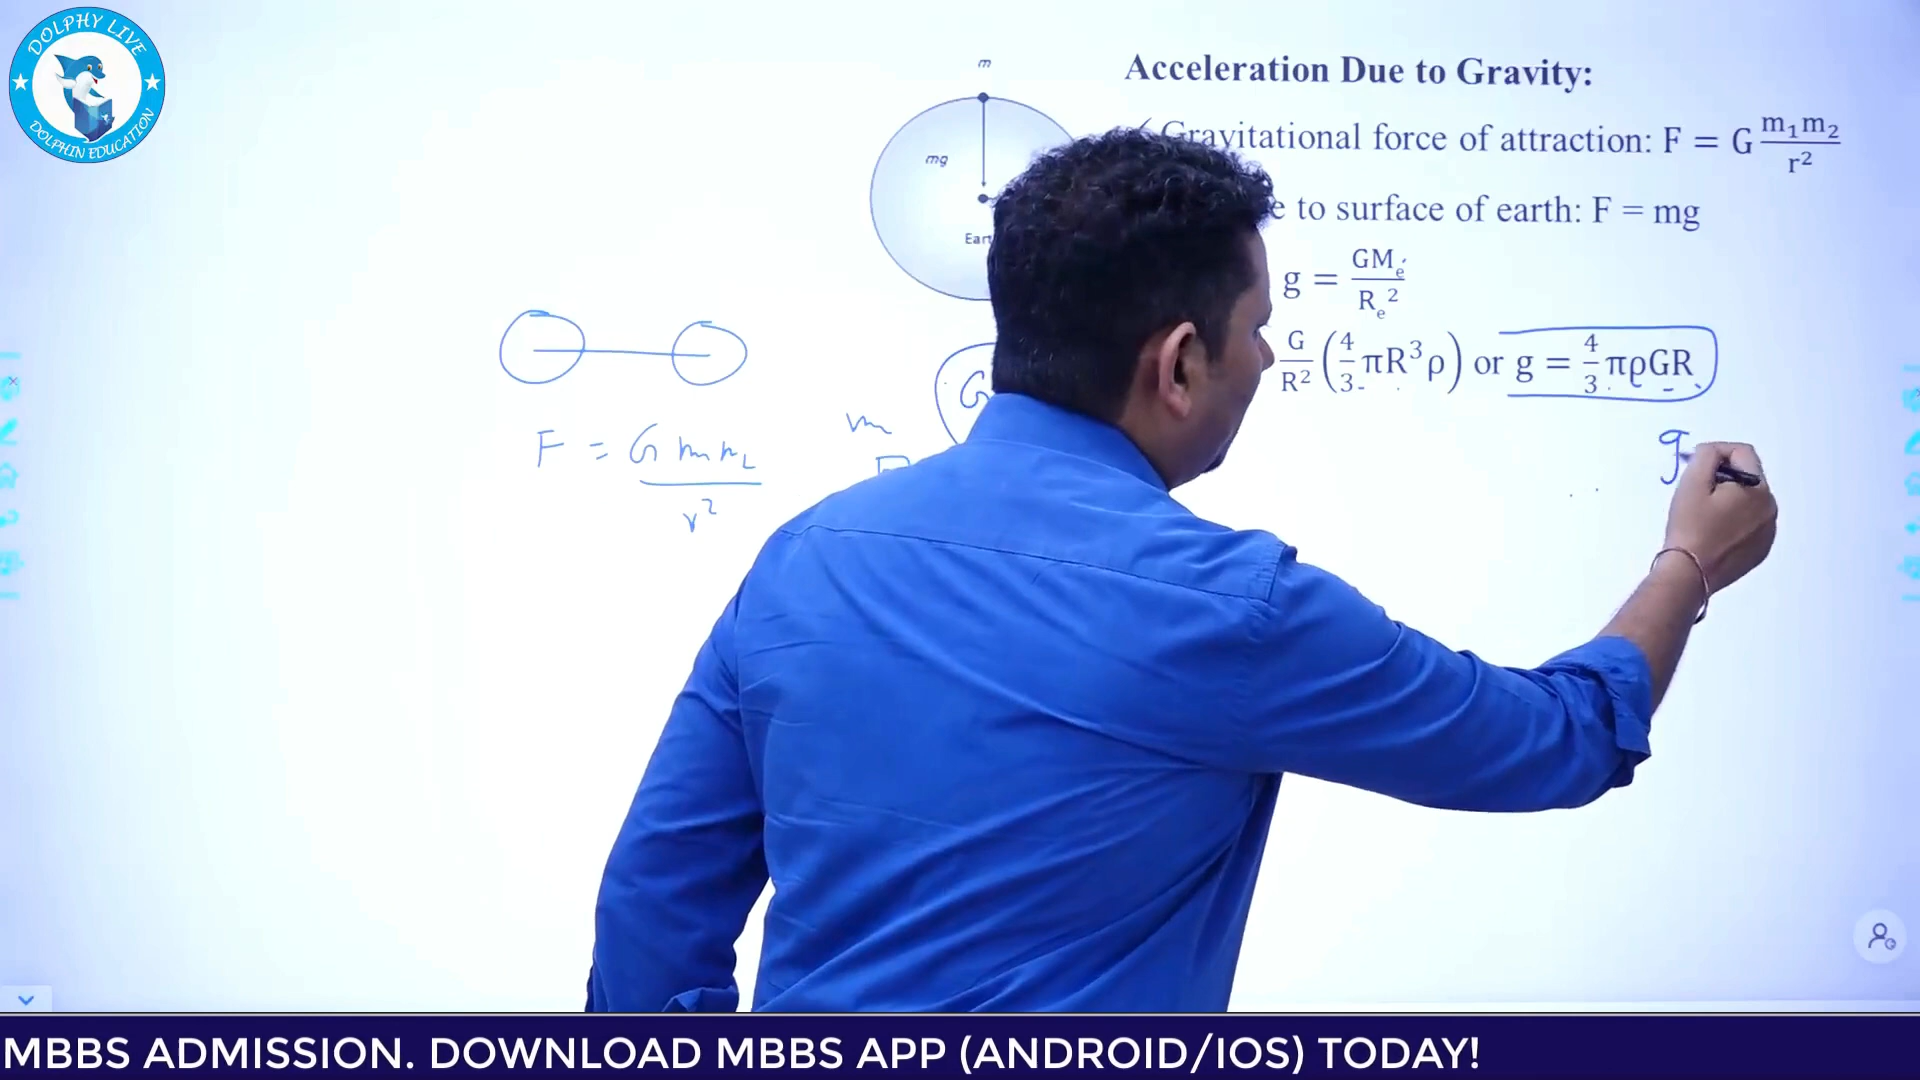 DOLPHY LIVE
DOLPHIN EDUCATION
m
mg
Acceleration Due to Gravity:
Gravitational force of attraction: F = G m₁m₂/r²
e to surface of earth: F = mg
g = GMₑ/Rₑ²
G/R² (4/3 πR³ρ) or g = 4/3 πρGR
F = G m₁m₂/r²
m
G
g
MBBS ADMISSION. DOWNLOAD MBBS APP (ANDROID/IOS) TODAY!